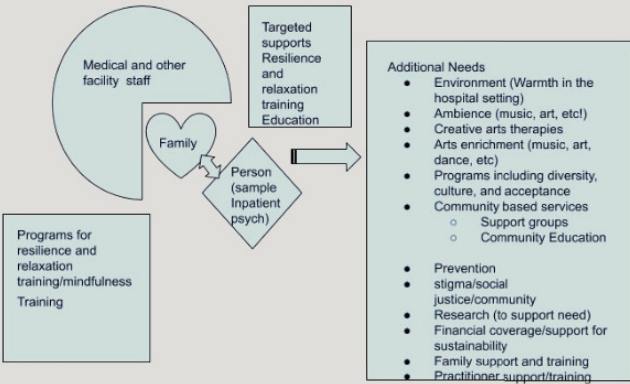 Medical and other
facility staff
Targeted
supports
Resilience
and
relaxation
training
Education
Family
Person
(sample
Inpatient
psych)
Programs for
resilience and
relaxation
training/mindfulness
Training
Additional Needs
● Environment (Warmth in the
hospital setting)
● Ambience (music, art, etc!)
● Creative arts therapies
● Arts enrichment (music, art,
dance, etc)
● Programs including diversity,
culture, and acceptance
● Community based services
○ Support groups
○ Community Education
● Prevention
● stigma/social
justice/community
● Research (to support need)
● Financial coverage/support for
sustainability
● Family support and training
● Practitioner support/training